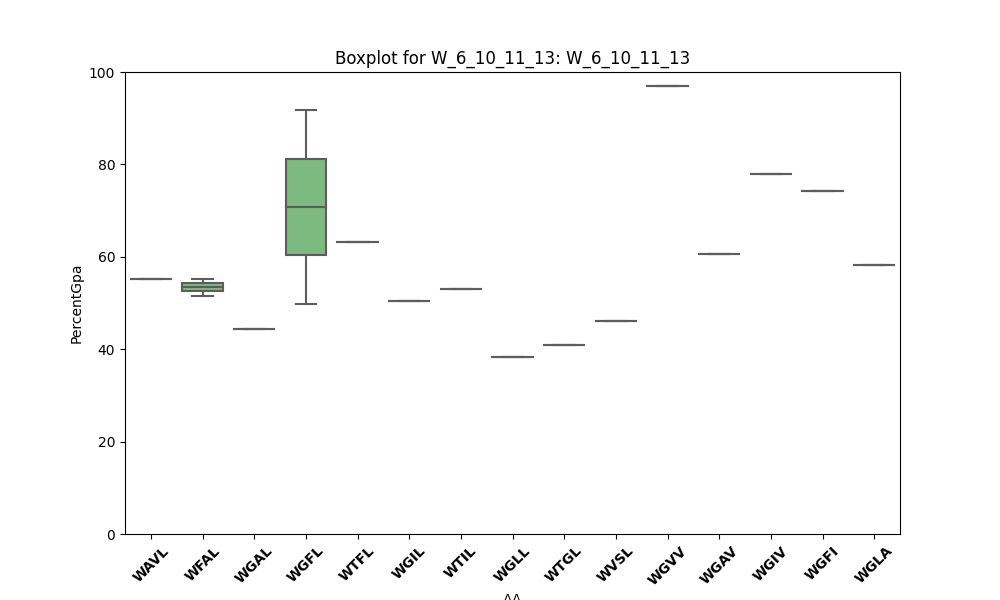 Boxplot for W_6_10_11_13: W_6_10_11_13
100
80
60
40
20
0
PercentGpa
WAVL WFAL WGAL WGFL WTFL WGIL WTIL WGLL WTGL WVSL WGVV WGAV WGIV WGFI WGLA
AA